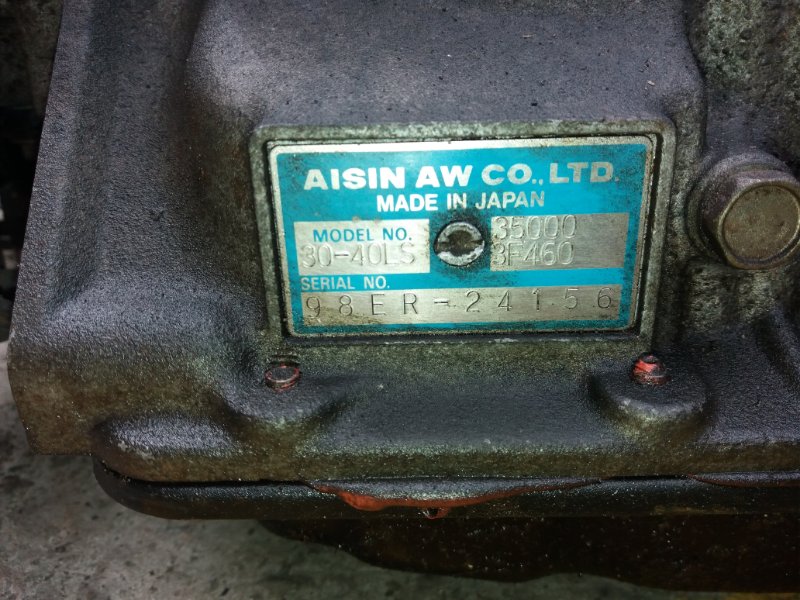 AISIN AW CO., LTD.
MADE IN JAPAN
MODEL NO.
30-40LS
35000
3F460
SERIAL NO.
98ER-24156